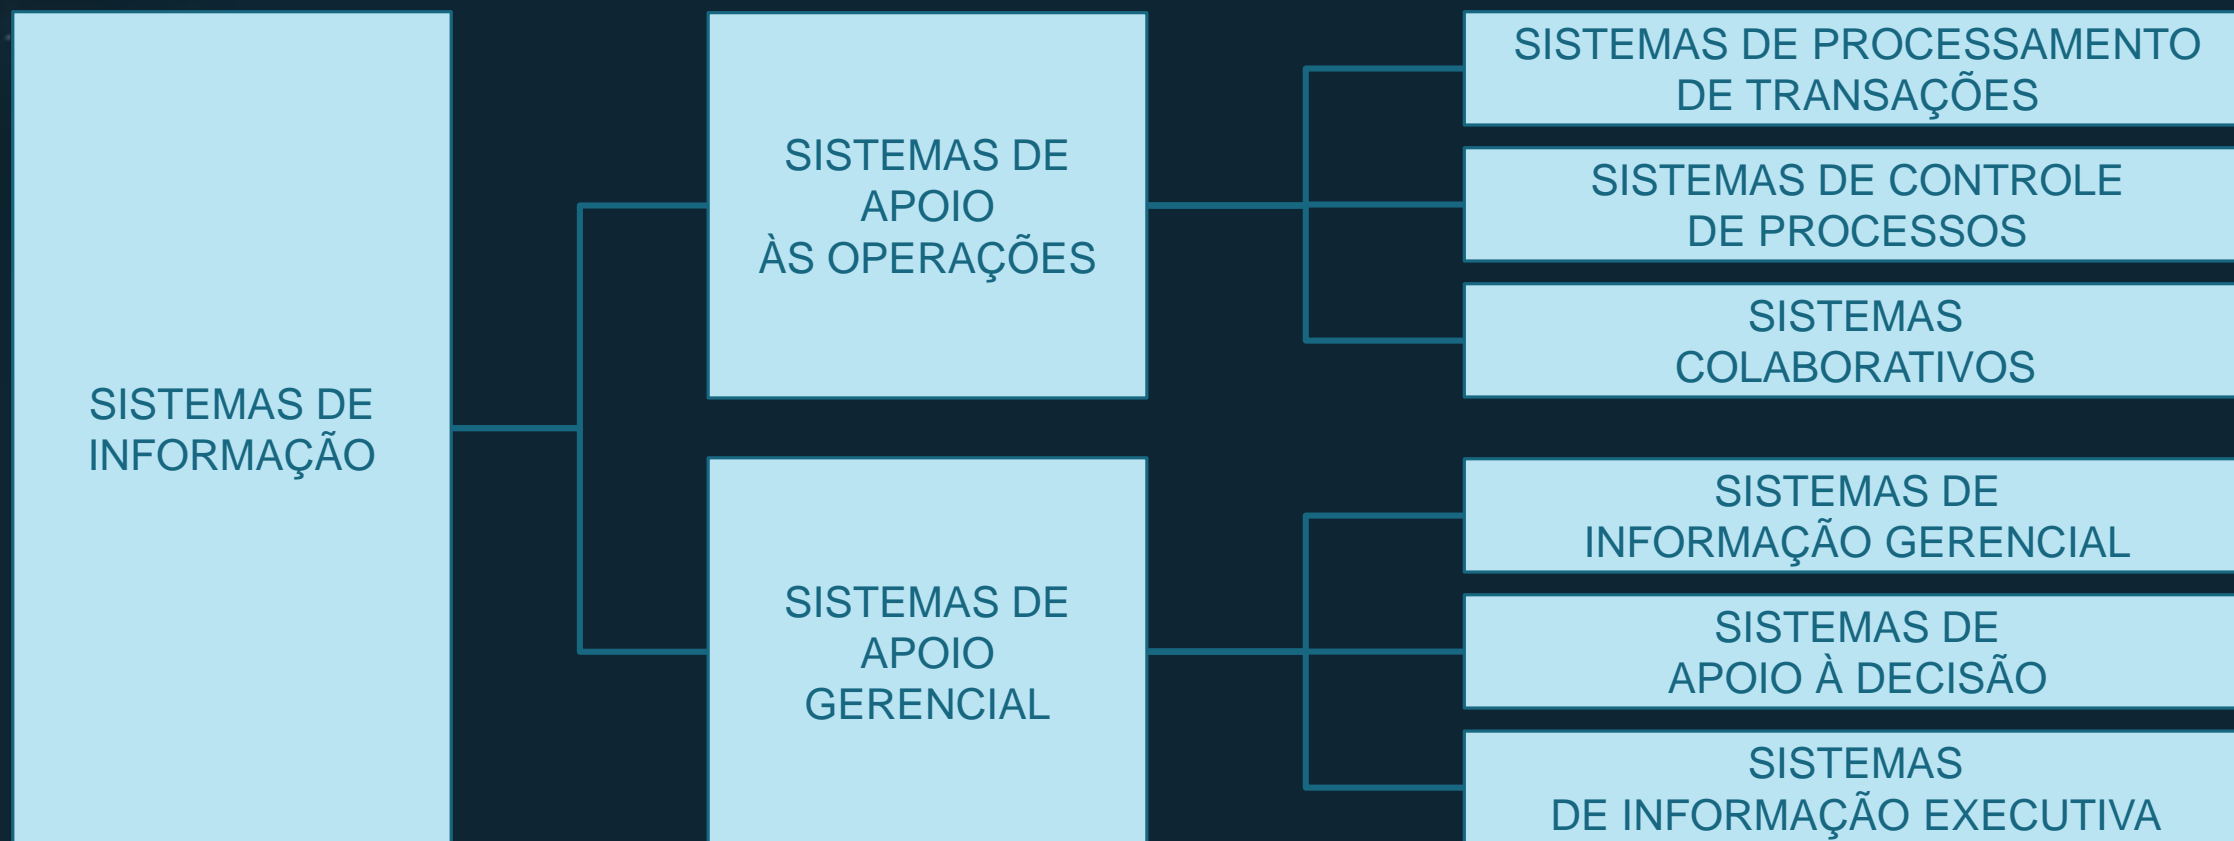 SISTEMAS DE
INFORMAÇÃO
SISTEMAS DE
APOIO
ÀS OPERAÇÕES
SISTEMAS DE PROCESSAMENTO
DE TRANSAÇÕES
SISTEMAS DE CONTROLE
DE PROCESSOS
SISTEMAS
COLABORATIVOS
SISTEMAS DE
APOIO
GERENCIAL
SISTEMAS DE
INFORMAÇÃO GERENCIAL
SISTEMAS DE
APOIO À DECISÃO
SISTEMAS
DE INFORMAÇÃO EXECUTIVA